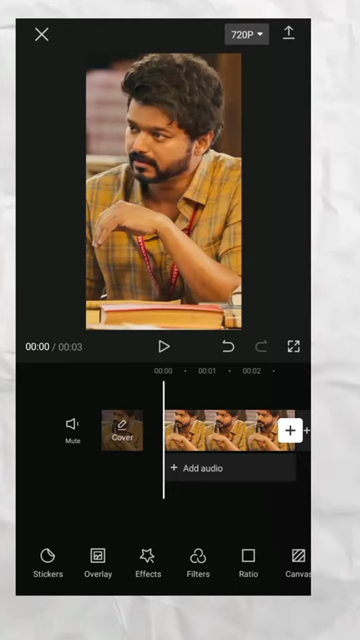 720P
00:00 / 00:03
00:00 00:01 00:02
Mute
Cover
+
+
+ Add audio
Stickers Overlay Effects Filters Ratio Canvas